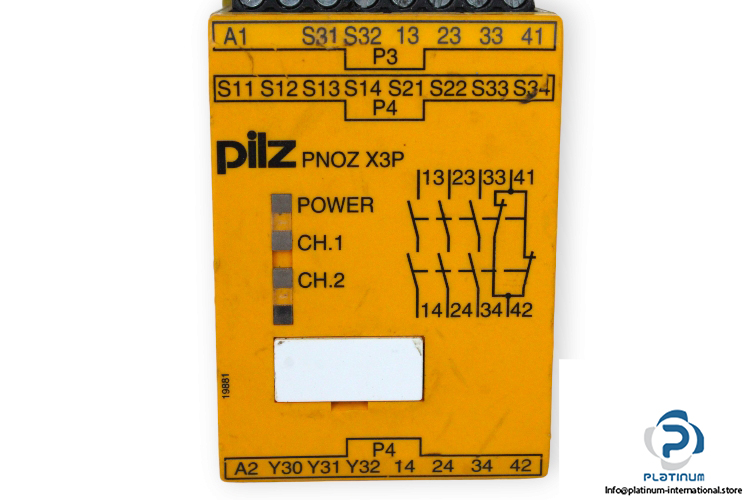 A1 S31 S32 13 23 33 41
P3
S11 S12 S13 S14 S21 S22 S33 S34
P4
pilz PNOZ X3P
13 23 33 41
POWER
CH.1
CH.2
14 24 34 42
19881
P4
A2 Y30 Y31 Y32 14 24 34 42
P
PLATINUM
Info@platinum-international.store